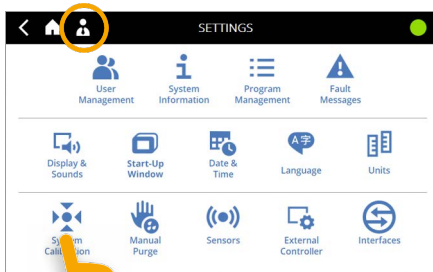 SETTINGS
User Management
System Information
Program Management
Fault Messages
Display & Sounds
Start-Up Window
Date & Time
A字
Language
Units
Manual Purge
Sensors
External Controller
Interfaces